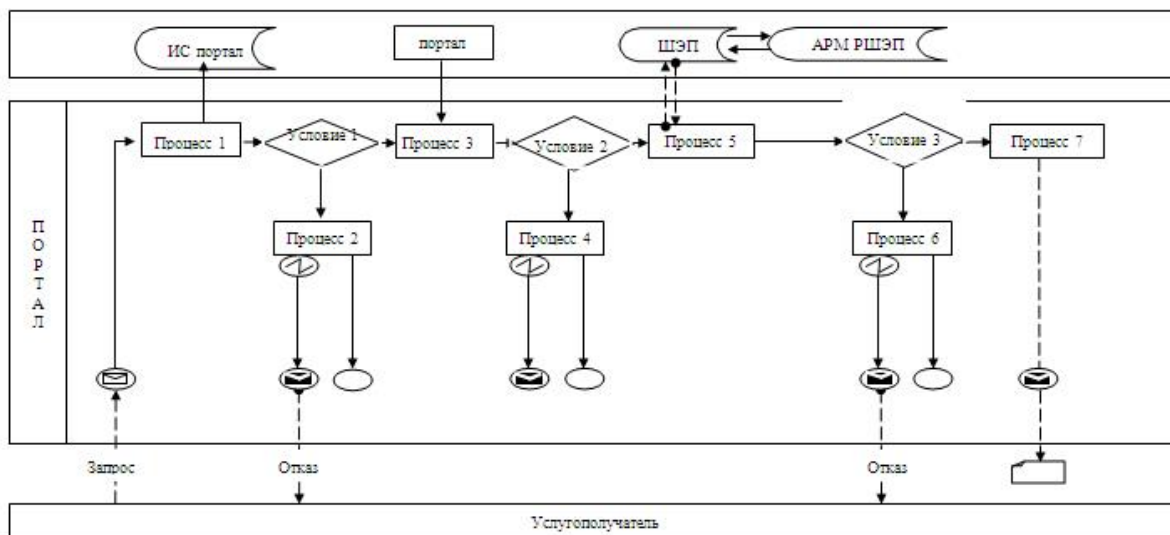 ИС портал
портал
ШЭП
АРМ РШЭП
Процесс 1
Условие 1
Процесс 3
Условие 2
Процесс 5
Условие 3
Процесс 7
Процесс 2
Процесс 4
Процесс 6
П
О
Р
Т
А
Л
Запрос
Отказ
Отказ
Услугополучатель